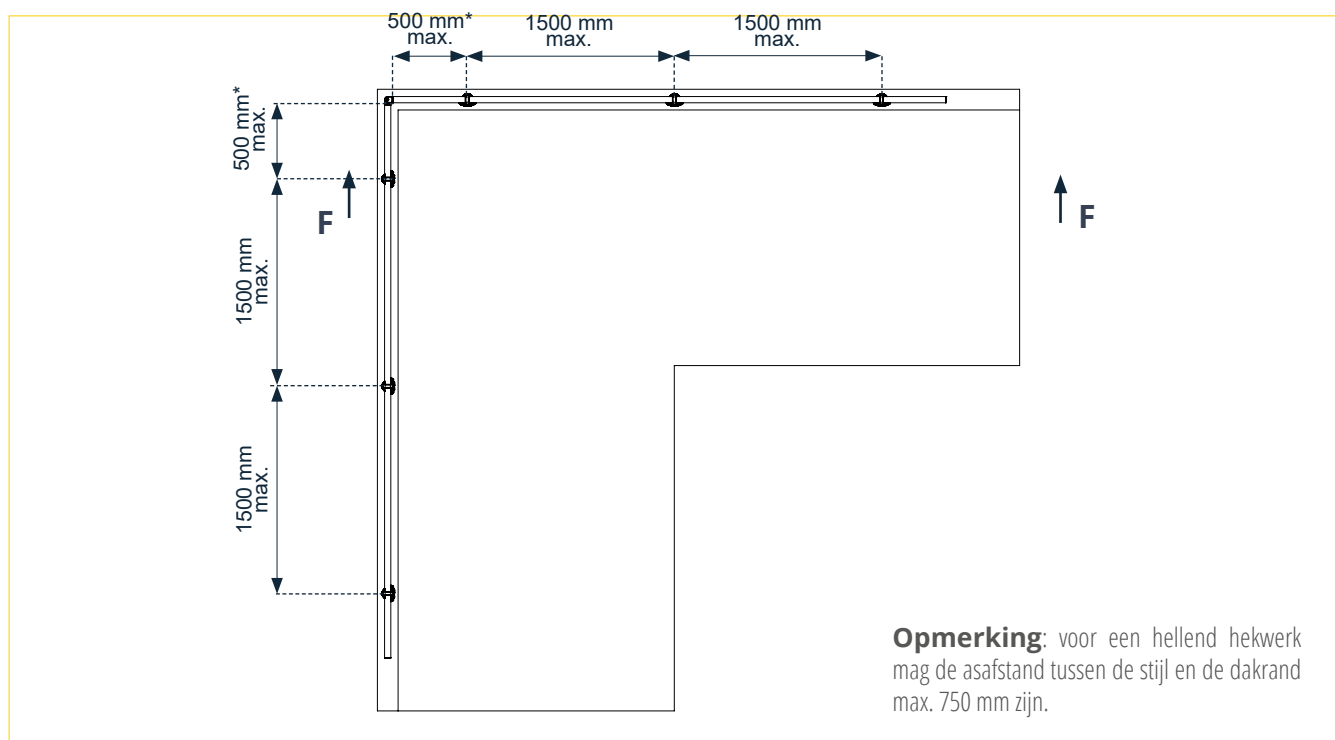 500 mm*
max.
1500 mm
max.
1500 mm
max.
500 mm*
max.
F
F
1500 mm
max.
1500 mm
max.
Opmerking: voor een hellend hekwerk
mag de asafstand tussen de stijl en de dakrand
max. 750 mm zijn.